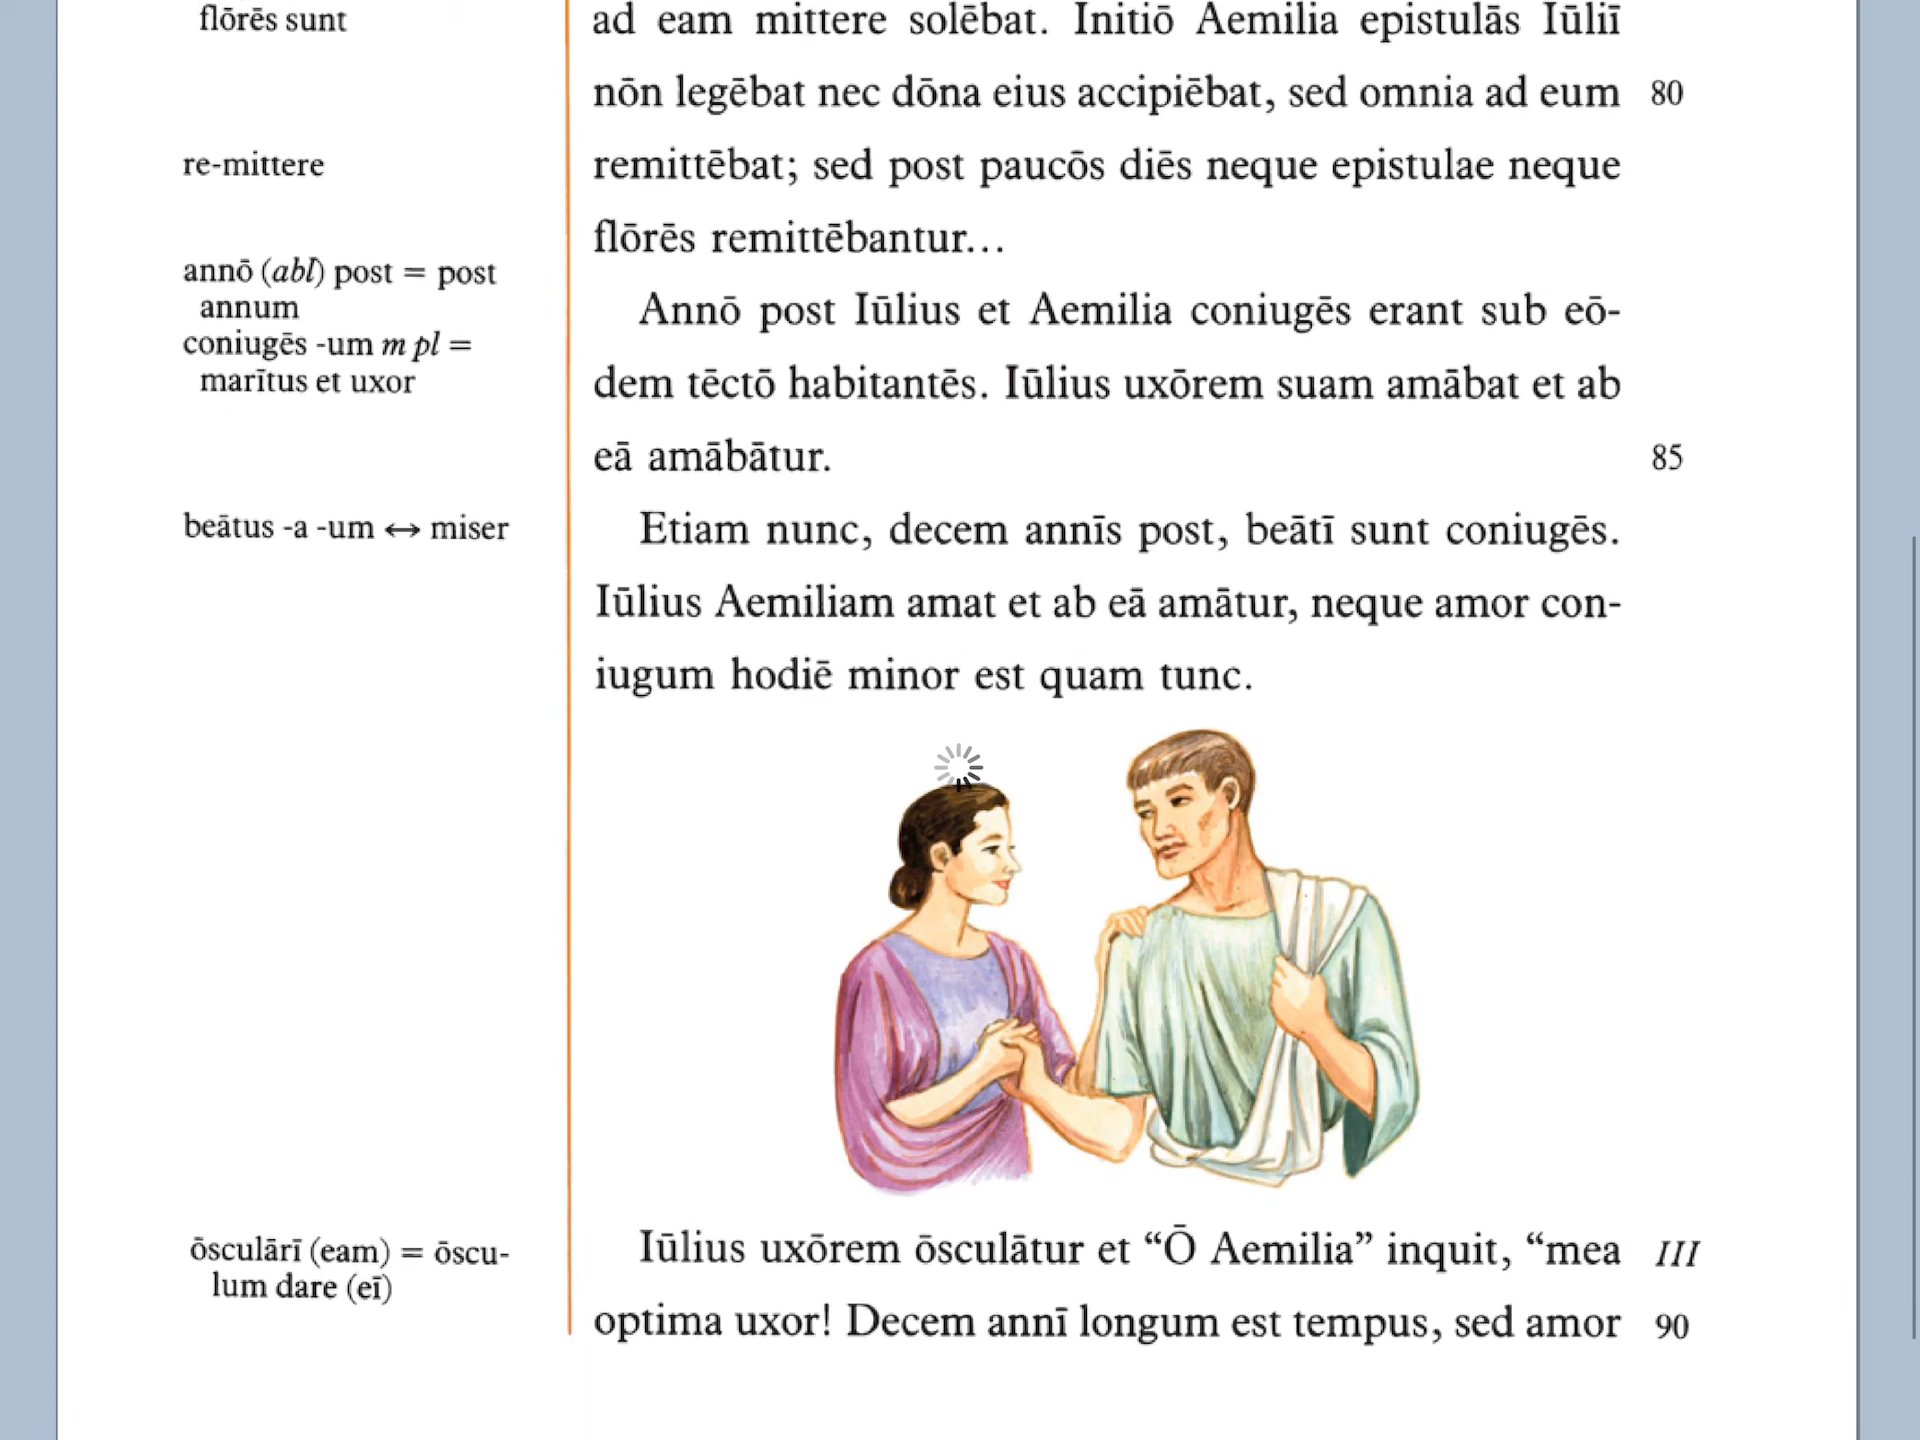 flōrēs sunt
re-mittere
annō (abl) post = post
annum
coniugēs -um m pl =
marītus et uxor
beātus -a -um ↔ miser
ōsculārī (eam) = ōscu-
lum dare (eī)
ad eam mittere solēbat. Initiō Aemilia epistulās Iūliī
nōn legēbat nec dōna eius accipiēbat, sed omnia ad eum 80
remittēbat; sed post paucōs diēs neque epistulae neque
flōrēs remittēbantur...
Annō post Iūlius et Aemilia coniugēs erant sub eō-
dem tēctō habitantēs. Iūlius uxōrem suam amābat et ab
eā amābātur. 85
Etiam nunc, decem annīs post, beātī sunt coniugēs.
Iūlius Aemiliam amat et ab eā amātur, neque amor con-
iugum hodiē minor est quam tunc.
Iūlius uxōrem ōsculātur et “Ō Aemilia” inquit, “mea III
optima uxor! Decem annī longum est tempus, sed amor 90